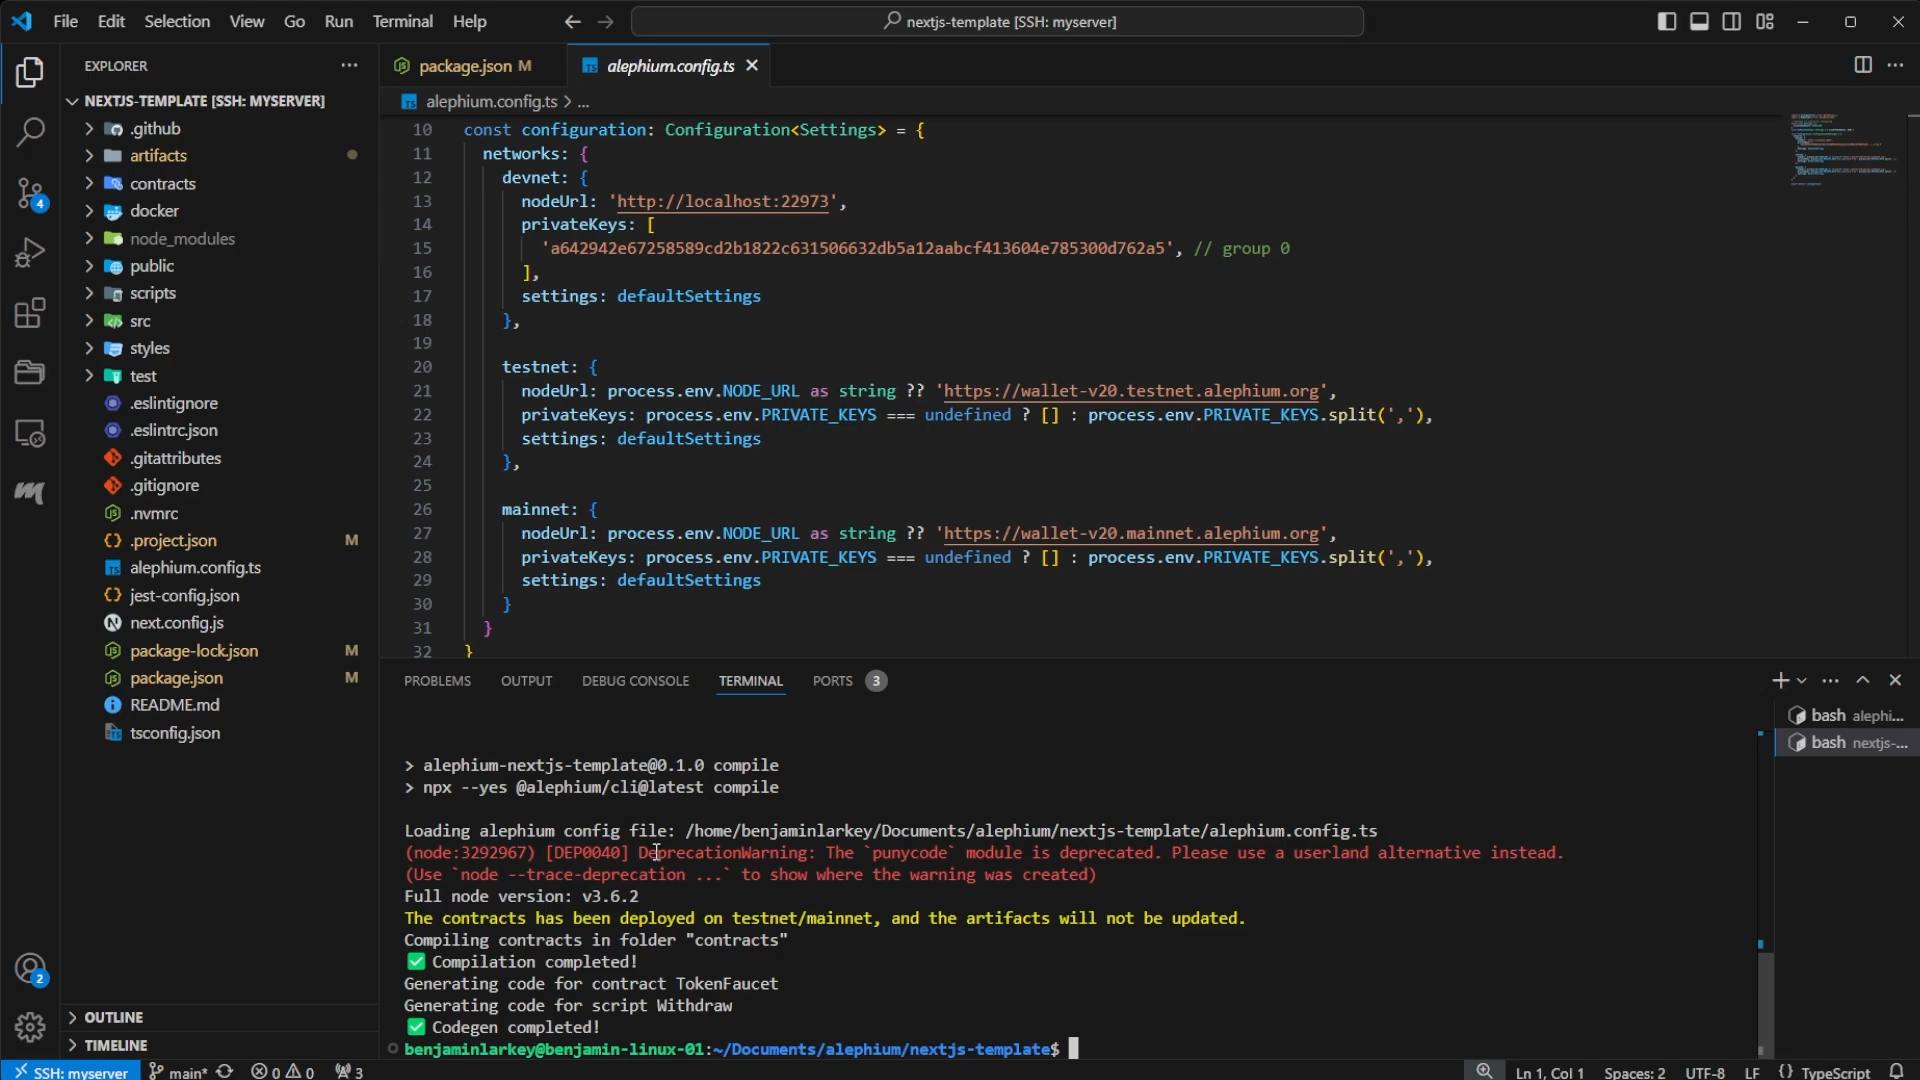 File Edit Selection View Go Run Terminal Help
nextjs-template [SSH: myserver]
EXPLORER
package.json M
alephium.config.ts
NEXTJS-TEMPLATE [SSH: MYSERVER]
alephium.config.ts > ...
.github
artifacts
contracts
docker
node_modules
public
scripts
src
styles
test
.eslintignore
.eslintrc.json
.gitattributes
.gitignore
.nvmrc
.project.json M
alephium.config.ts
jest-config.json
next.config.js
package-lock.json M
package.json M
README.md
tsconfig.json
OUTLINE
TIMELINE
4
2
10 const configuration: Configuration<Settings> = {
11 networks: {
12 devnet: {
13 nodeUrl: 'http://localhost:22973',
14 privateKeys: [
15 'a642942e67258589cd2b1822c631506632db5a12aabcf413604e785300d762a5', // group 0
16 ],
17 settings: defaultSettings
18 },
19
20 testnet: {
21 nodeUrl: process.env.NODE_URL as string ?? 'https://wallet-v20.testnet.alephium.org',
22 privateKeys: process.env.PRIVATE_KEYS === undefined ? [] : process.env.PRIVATE_KEYS.split(','),
23 settings: defaultSettings
24 },
25
26 mainnet: {
27 nodeUrl: process.env.NODE_URL as string ?? 'https://wallet-v20.mainnet.alephium.org',
28 privateKeys: process.env.PRIVATE_KEYS === undefined ? [] : process.env.PRIVATE_KEYS.split(','),
29 settings: defaultSettings
30 }
31 }
32 }
PROBLEMS OUTPUT DEBUG CONSOLE TERMINAL PORTS 3
bash alephi...
bash nextjs-...
> alephium-nextjs-template@0.1.0 compile
> npx --yes @alephium/cli@latest compile
Loading alephium config file: /home/benjaminlarkey/Documents/alephium/nextjs-template/alephium.config.ts
(node:3292967) [DEP0040] DeprecationWarning: The `punycode` module is deprecated. Please use a userland alternative instead.
(Use `node --trace-deprecation ...` to show where the warning was created)
Full node version: v3.6.2
The contracts has been deployed on testnet/mainnet, and the artifacts will not be updated.
Compiling contracts in folder "contracts"
✅ Compilation completed!
Generating code for contract TokenFaucet
Generating code for script Withdraw
✅ Codegen completed!
benjaminlarkey@benjamin-linux-01:~/Documents/alephium/nextjs-template$
SSH: myserver main* 0 0 3 Ln 1, Col 1 Spaces: 2 UTF-8 LF {} TypeScript